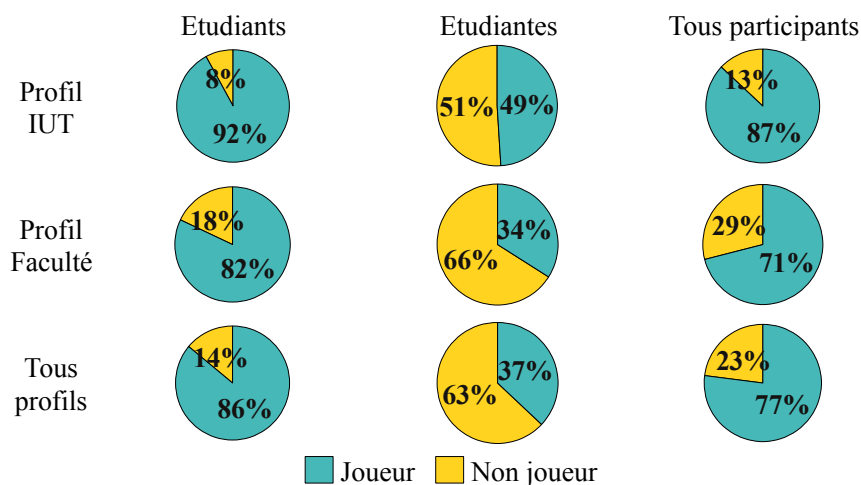 Etudiants Etudiantes Tous participants
Profil
IUT
8% 92% 51% 49% 13% 87%
Profil
Faculté
18% 82% 34% 66% 29% 71%
Tous
profils
14% 86% 37% 63% 23% 77%
Joueur Non joueur